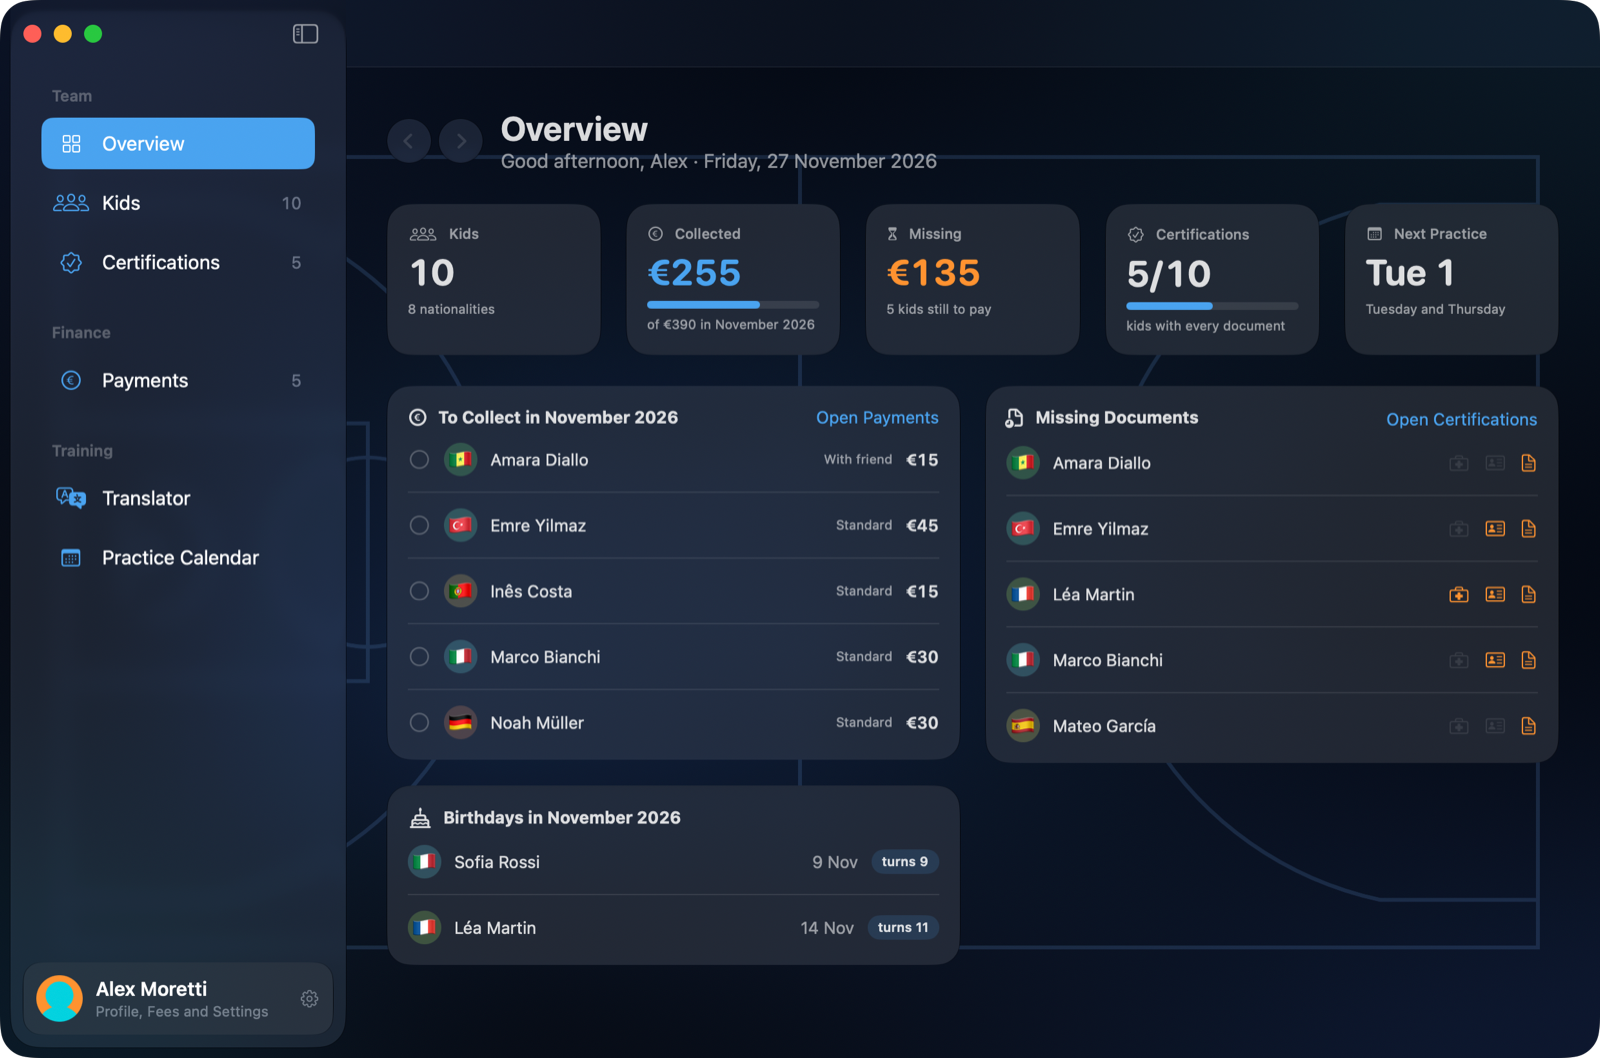 Team
Overview
Kids 10
Certifications 5
Finance
Payments 5
Training
Translator
Practice Calendar
Alex Moretti
Profile, Fees and Settings
Overview
Good afternoon, Alex · Friday, 27 November 2026
Kids
10
8 nationalities
Collected
€255
of €390 in November 2026
Missing
€135
5 kids still to pay
Certifications
5/10
kids with every document
Next Practice
Tue 1
Tuesday and Thursday
To Collect in November 2026 Open Payments
Amara Diallo With friend €15
Emre Yilmaz Standard €45
Inês Costa Standard €15
Marco Bianchi Standard €30
Noah Müller Standard €30
Missing Documents Open Certifications
Amara Diallo
Emre Yilmaz
Léa Martin
Marco Bianchi
Mateo García
Birthdays in November 2026
Sofia Rossi 9 Nov turns 9
Léa Martin 14 Nov turns 11